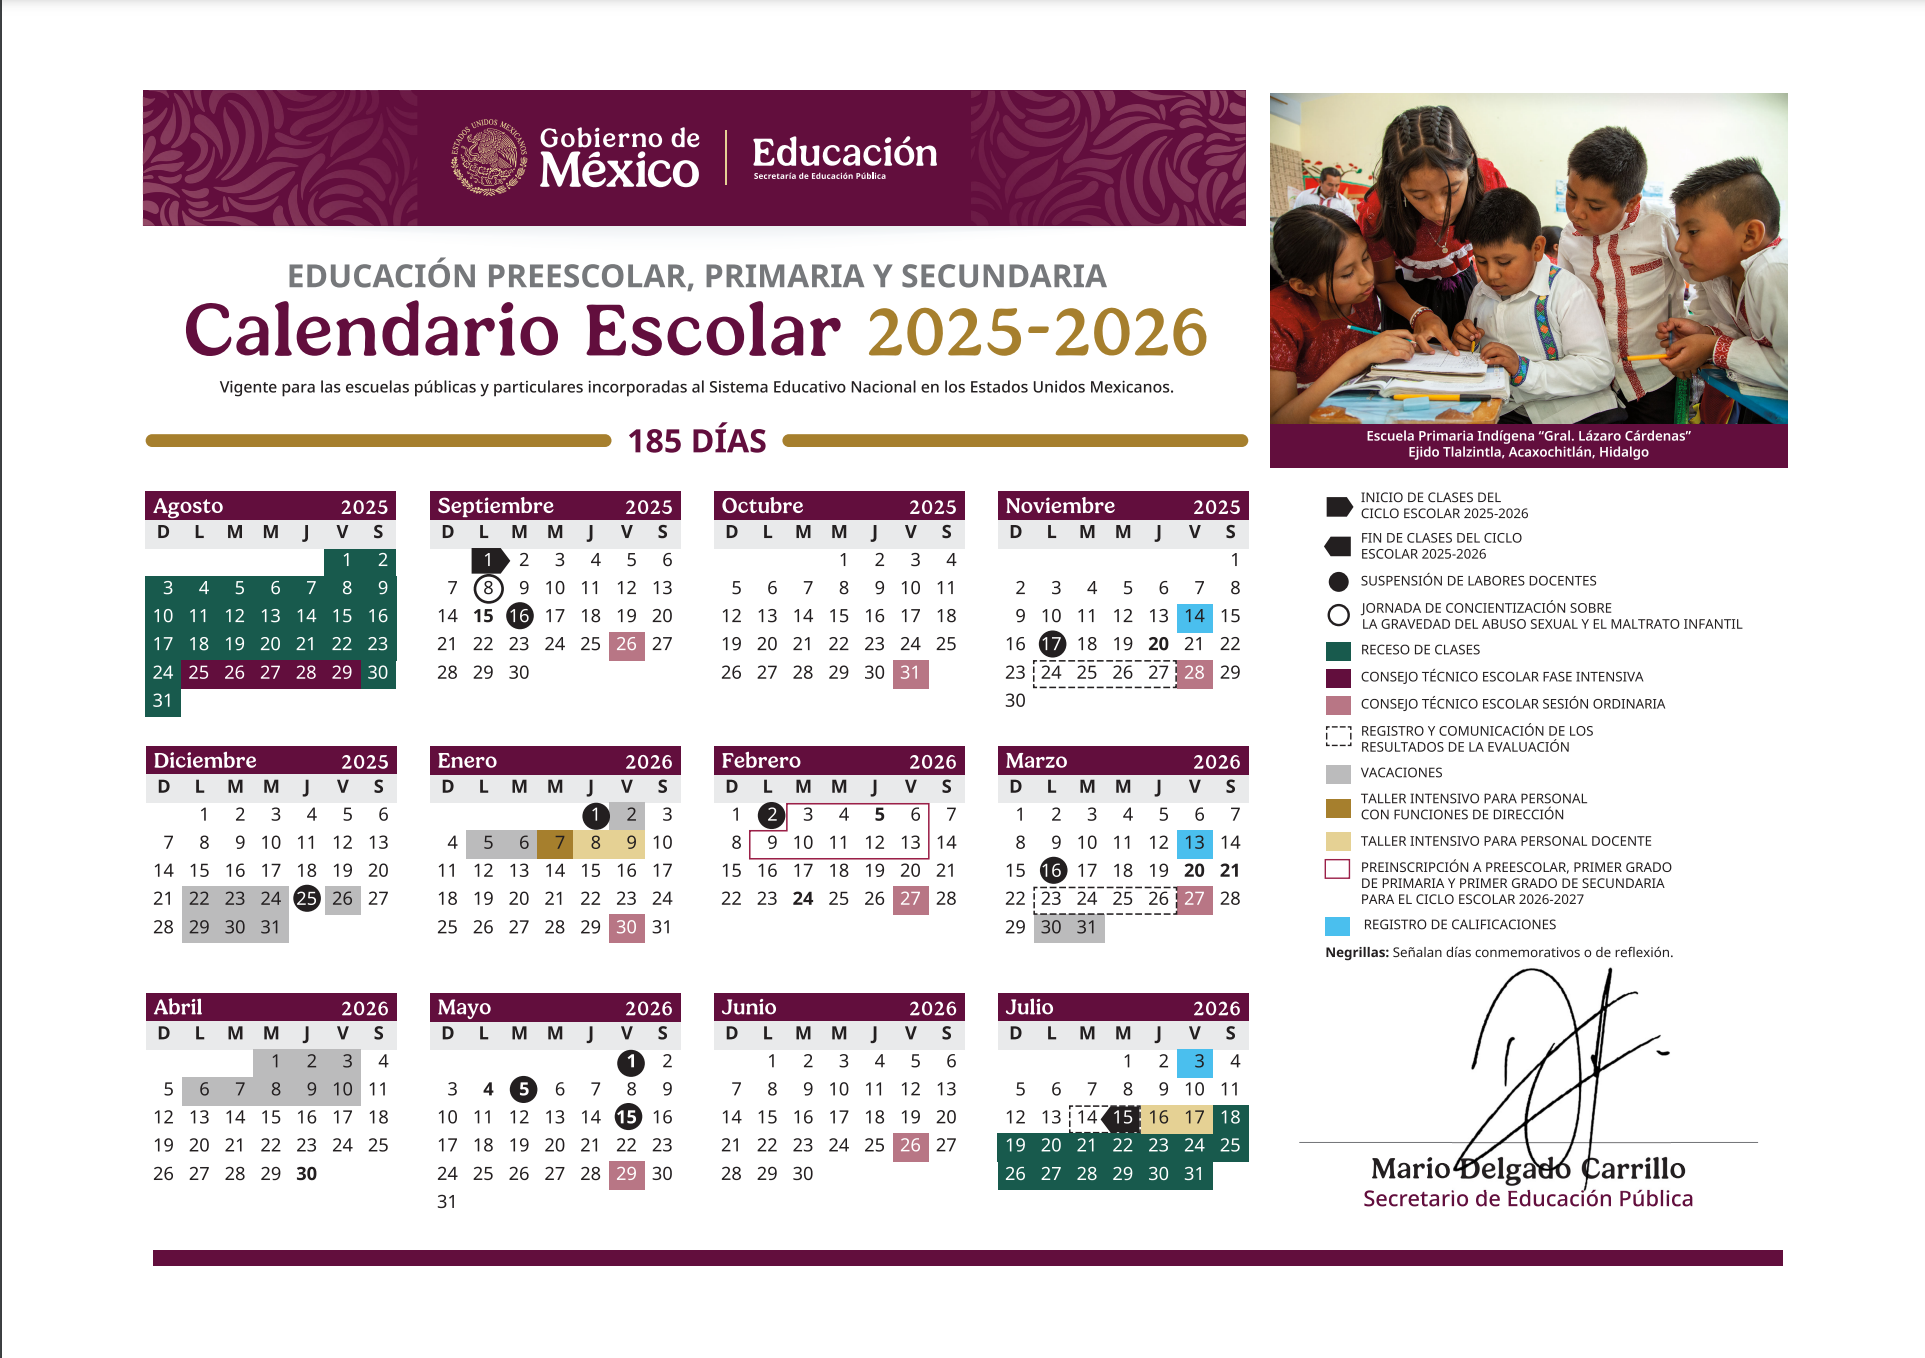 ESTADOS UNIDOS MEXICANOS
Gobierno de
México
Educación
Secretaría de Educación Pública
EDUCACIÓN PREESCOLAR, PRIMARIA Y SECUNDARIA
Calendario Escolar 2025-2026
Vigente para las escuelas públicas y particulares incorporadas al Sistema Educativo Nacional en los Estados Unidos Mexicanos.
185 DÍAS
Escuela Primaria Indígena “Gral. Lázaro Cárdenas”
Ejido Tlalzintla, Acaxochitlán, Hidalgo
Agosto 2025
D L M M J V S
1 2
3 4 5 6 7 8 9
10 11 12 13 14 15 16
17 18 19 20 21 22 23
24 25 26 27 28 29 30
31
Septiembre 2025
D L M M J V S
1 2 3 4 5 6
7 8 9 10 11 12 13
14 15 16 17 18 19 20
21 22 23 24 25 26 27
28 29 30
Octubre 2025
D L M M J V S
1 2 3 4
5 6 7 8 9 10 11
12 13 14 15 16 17 18
19 20 21 22 23 24 25
26 27 28 29 30 31
Noviembre 2025
D L M M J V S
1
2 3 4 5 6 7 8
9 10 11 12 13 14 15
16 17 18 19 20 21 22
23 24 25 26 27 28 29
30
Diciembre 2025
D L M M J V S
1 2 3 4 5 6
7 8 9 10 11 12 13
14 15 16 17 18 19 20
21 22 23 24 25 26 27
28 29 30 31
Enero 2026
D L M M J V S
1 2 3
4 5 6 7 8 9 10
11 12 13 14 15 16 17
18 19 20 21 22 23 24
25 26 27 28 29 30 31
Febrero 2026
D L M M J V S
1 2 3 4 5 6 7
8 9 10 11 12 13 14
15 16 17 18 19 20 21
22 23 24 25 26 27 28
Marzo 2026
D L M M J V S
1 2 3 4 5 6 7
8 9 10 11 12 13 14
15 16 17 18 19 20 21
22 23 24 25 26 27 28
29 30 31
Abril 2026
D L M M J V S
1 2 3 4
5 6 7 8 9 10 11
12 13 14 15 16 17 18
19 20 21 22 23 24 25
26 27 28 29 30
Mayo 2026
D L M M J V S
1 2
3 4 5 6 7 8 9
10 11 12 13 14 15 16
17 18 19 20 21 22 23
24 25 26 27 28 29 30
31
Junio 2026
D L M M J V S
1 2 3 4 5 6
7 8 9 10 11 12 13
14 15 16 17 18 19 20
21 22 23 24 25 26 27
28 29 30
Julio 2026
D L M M J V S
1 2 3 4
5 6 7 8 9 10 11
12 13 14 15 16 17 18
19 20 21 22 23 24 25
26 27 28 29 30 31
INICIO DE CLASES DEL
CICLO ESCOLAR 2025-2026
FIN DE CLASES DEL CICLO
ESCOLAR 2025-2026
SUSPENSIÓN DE LABORES DOCENTES
JORNADA DE CONCIENTIZACIÓN SOBRE
LA GRAVEDAD DEL ABUSO SEXUAL Y EL MALTRATO INFANTIL
RECESO DE CLASES
CONSEJO TÉCNICO ESCOLAR FASE INTENSIVA
CONSEJO TÉCNICO ESCOLAR SESIÓN ORDINARIA
REGISTRO Y COMUNICACIÓN DE LOS
RESULTADOS DE LA EVALUACIÓN
VACACIONES
TALLER INTENSIVO PARA PERSONAL
CON FUNCIONES DE DIRECCIÓN
TALLER INTENSIVO PARA PERSONAL DOCENTE
PREINSCRIPCIÓN A PREESCOLAR, PRIMER GRADO
DE PRIMARIA Y PRIMER GRADO DE SECUNDARIA
PARA EL CICLO ESCOLAR 2026-2027
REGISTRO DE CALIFICACIONES
Negrillas: Señalan días conmemorativos o de reflexión.
Mario Delgado Carrillo
Secretario de Educación Pública